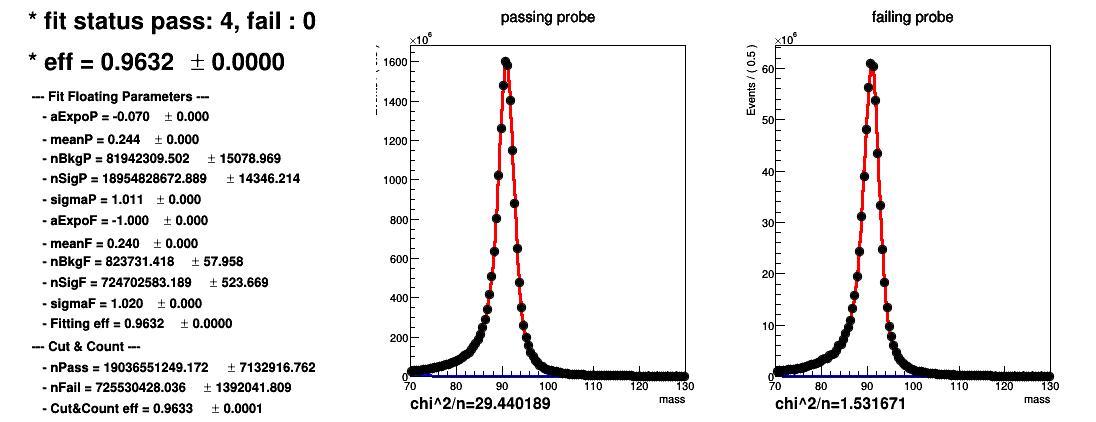 * fit status pass: 4, fail : 0
* eff = 0.9632 ± 0.0000
--- Fit Floating Parameters ---
- aExpoP = -0.070 ± 0.000
- meanP = 0.244 ± 0.000
- nBkgP = 81942309.502 ± 15078.969
- nSigP = 18954828672.889 ± 14346.214
- sigmaP = 1.011 ± 0.000
- aExpoF = -1.000 ± 0.000
- meanF = 0.240 ± 0.000
- nBkgF = 823731.418 ± 57.958
- nSigF = 724702583.189 ± 523.669
- sigmaF = 1.020 ± 0.000
- Fitting eff = 0.9632 ± 0.0000
--- Cut & Count ---
- nPass = 19036551249.172 ± 7132916.762
- nFail = 725530428.036 ± 1392041.809
- Cut&Count eff = 0.9633 ± 0.0001
passing probe
×10^6
1600
1400
1200
1000
800
600
400
200
0
70 80 90 100 110 120 130
mass
chi^2/n=29.440189
failing probe
×10^6
Events / ( 0.5 )
60
50
40
30
20
10
0
70 80 90 100 110 120 130
mass
chi^2/n=1.531671